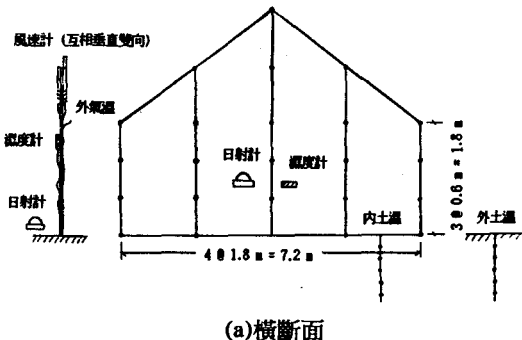 風速計 (互相垂直雙向)
外氣溫
濕度計
日射計
日射計
濕度計
內土溫
外土溫
3 @ 0.6 m = 1.8 m
4 @ 1.8 m = 7.2 m
(a)橫斷面